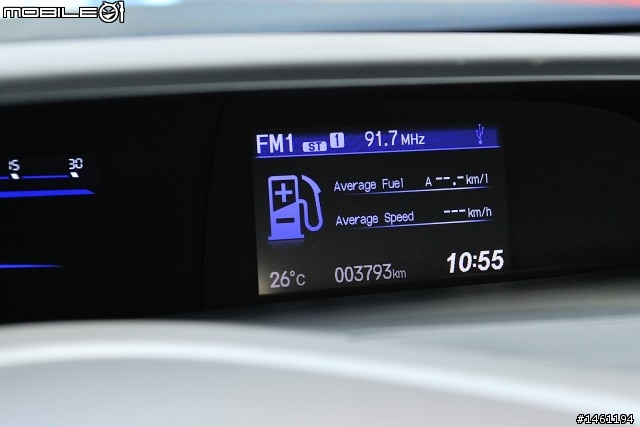 MOBILE01
FM1 ST 1 91.7 MHz
15 30
Average Fuel A --.- km/l
Average Speed --- km/h
26°C 003793 km 10:55
#1461194